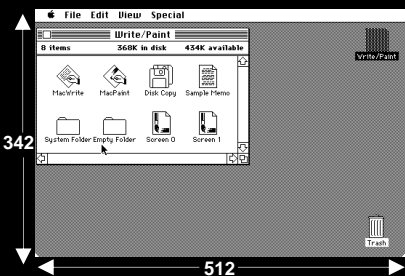 File Edit View Special
Write/Paint
8 items 368K in disk 434K available
Write/Paint
MacWrite MacPaint Disk Copy Sample Memo
342
System Folder Empty Folder Screen 0 Screen 1
Trash
512